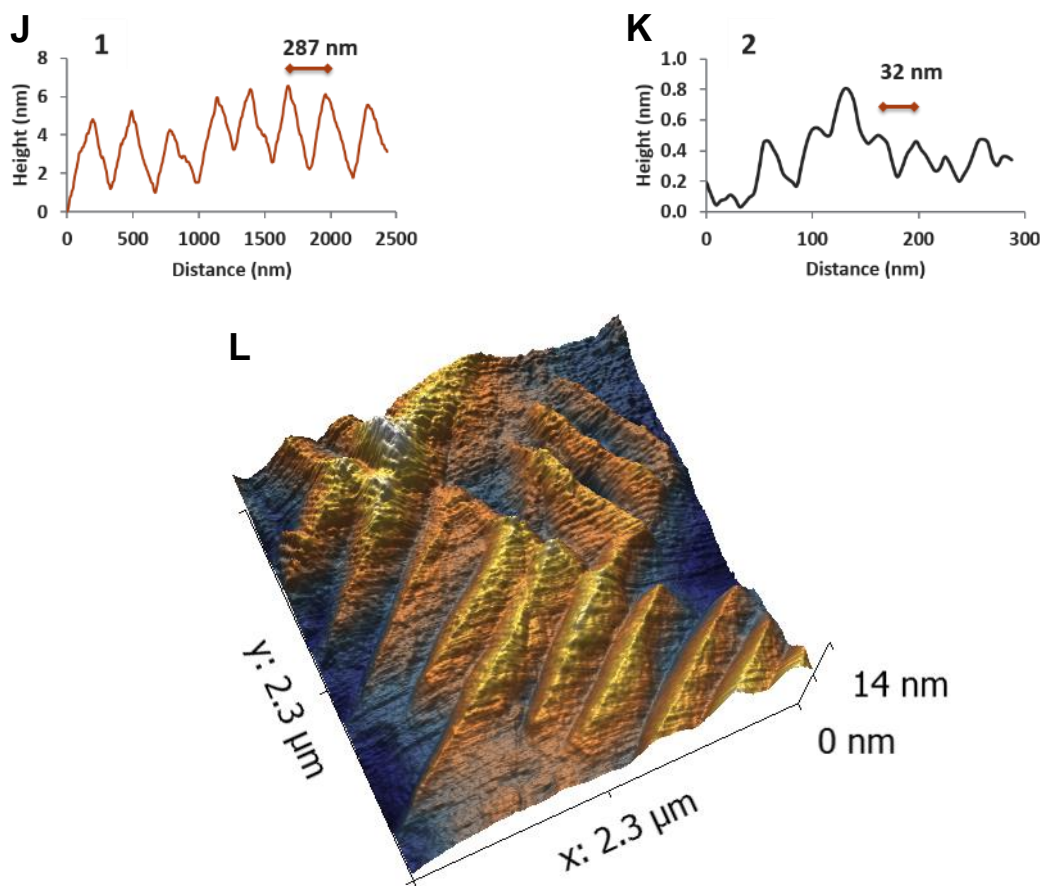 J
1
287 nm
8
6
4
2
0
Height (nm)
0 500 1000 1500 2000 2500
Distance (nm)
K
2
32 nm
1.0
0.8
0.6
0.4
0.2
0.0
Height (nm)
0 100 200 300
Distance (nm)
L
y: 2.3 µm
x: 2.3 µm
14 nm
0 nm